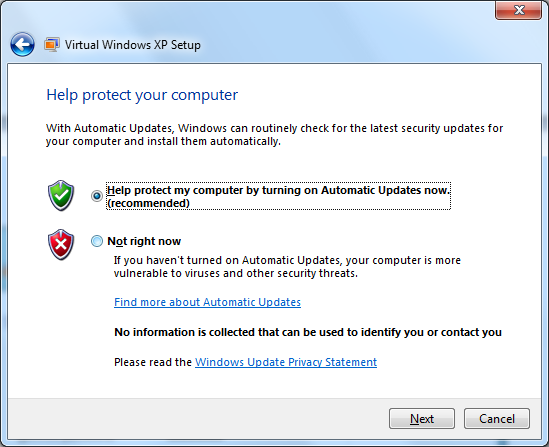 Virtual Windows XP Setup
Help protect your computer
With Automatic Updates, Windows can routinely check for the latest security updates for
your computer and install them automatically.
Help protect my computer by turning on Automatic Updates now.
(recommended)
Not right now
If you haven't turned on Automatic Updates, your computer is more
vulnerable to viruses and other security threats.
Find more about Automatic Updates
No information is collected that can be used to identify you or contact you
Please read the Windows Update Privacy Statement
Next
Cancel